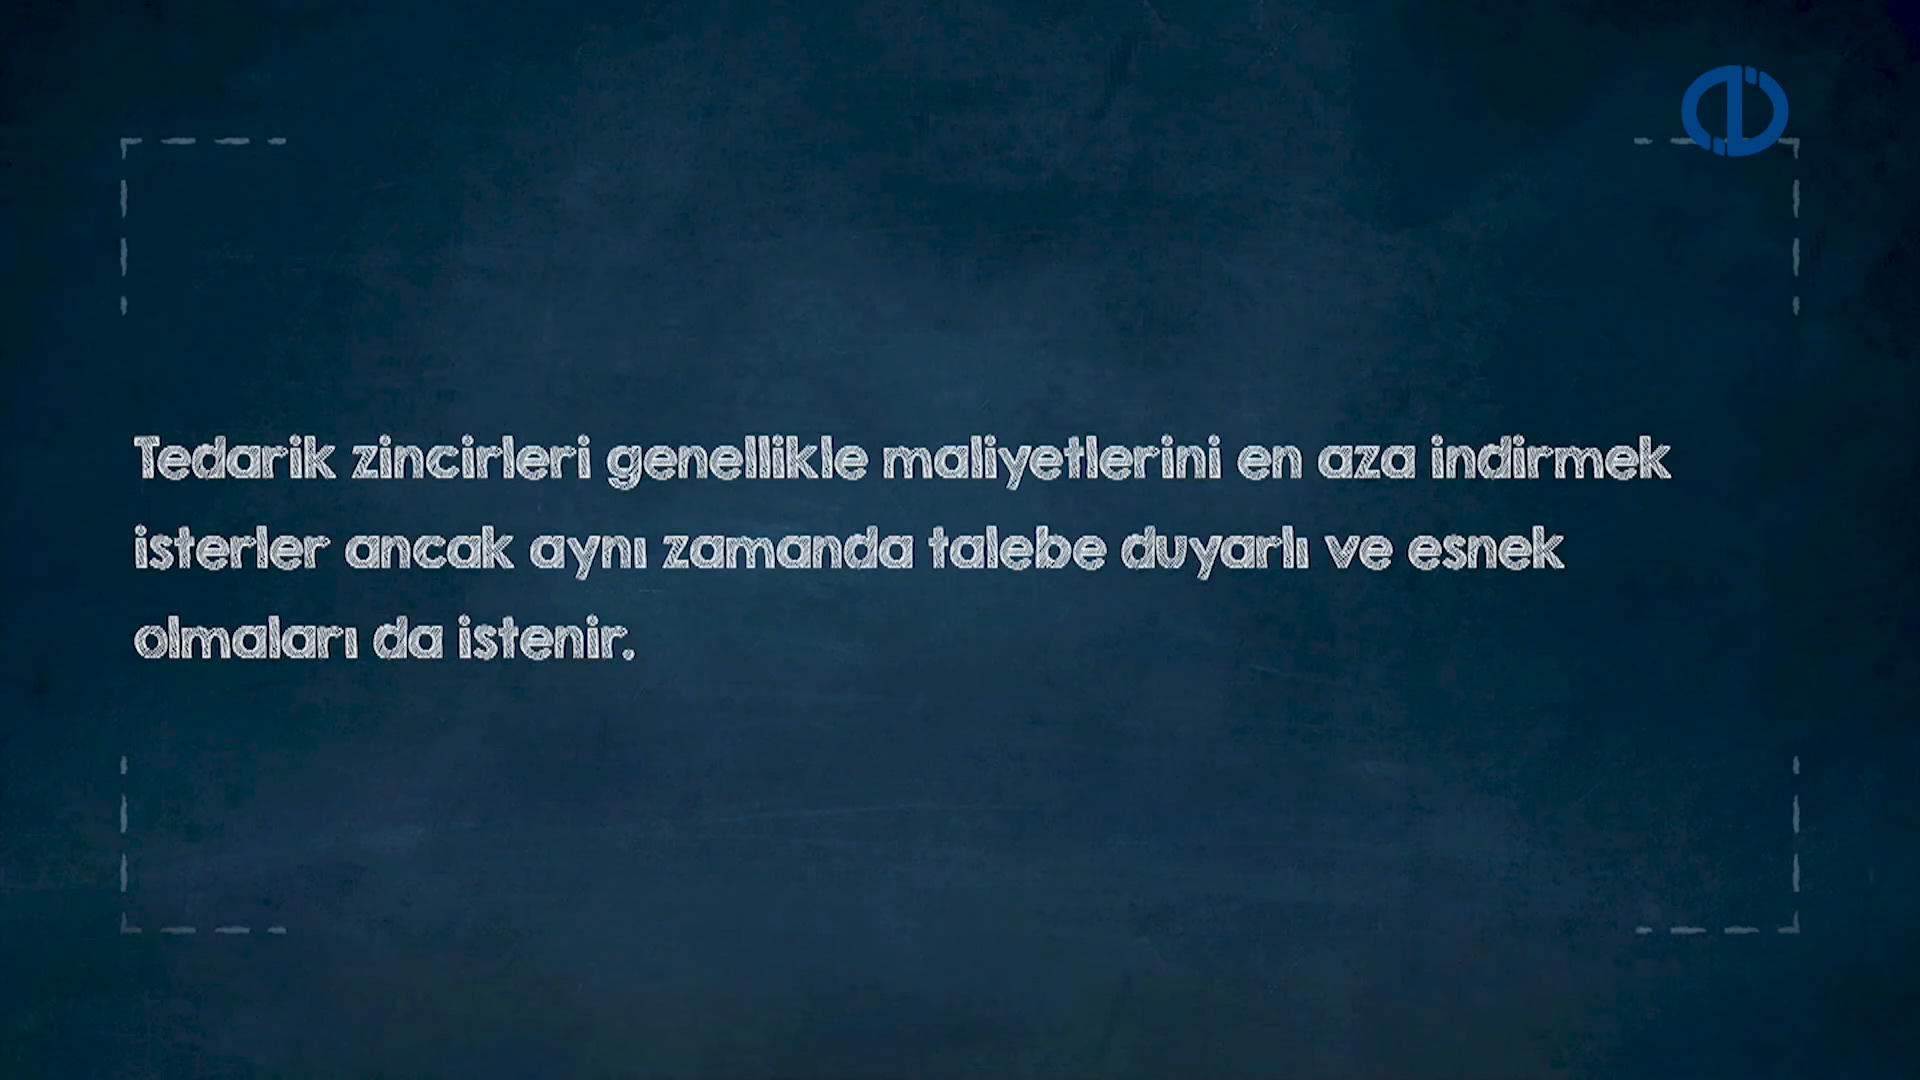 Tedarik zincirleri genellikle maliyetlerini en aza indirmek
isterler ancak aynı zamanda talebe duyarlı ve esnek
olmaları da istenir.